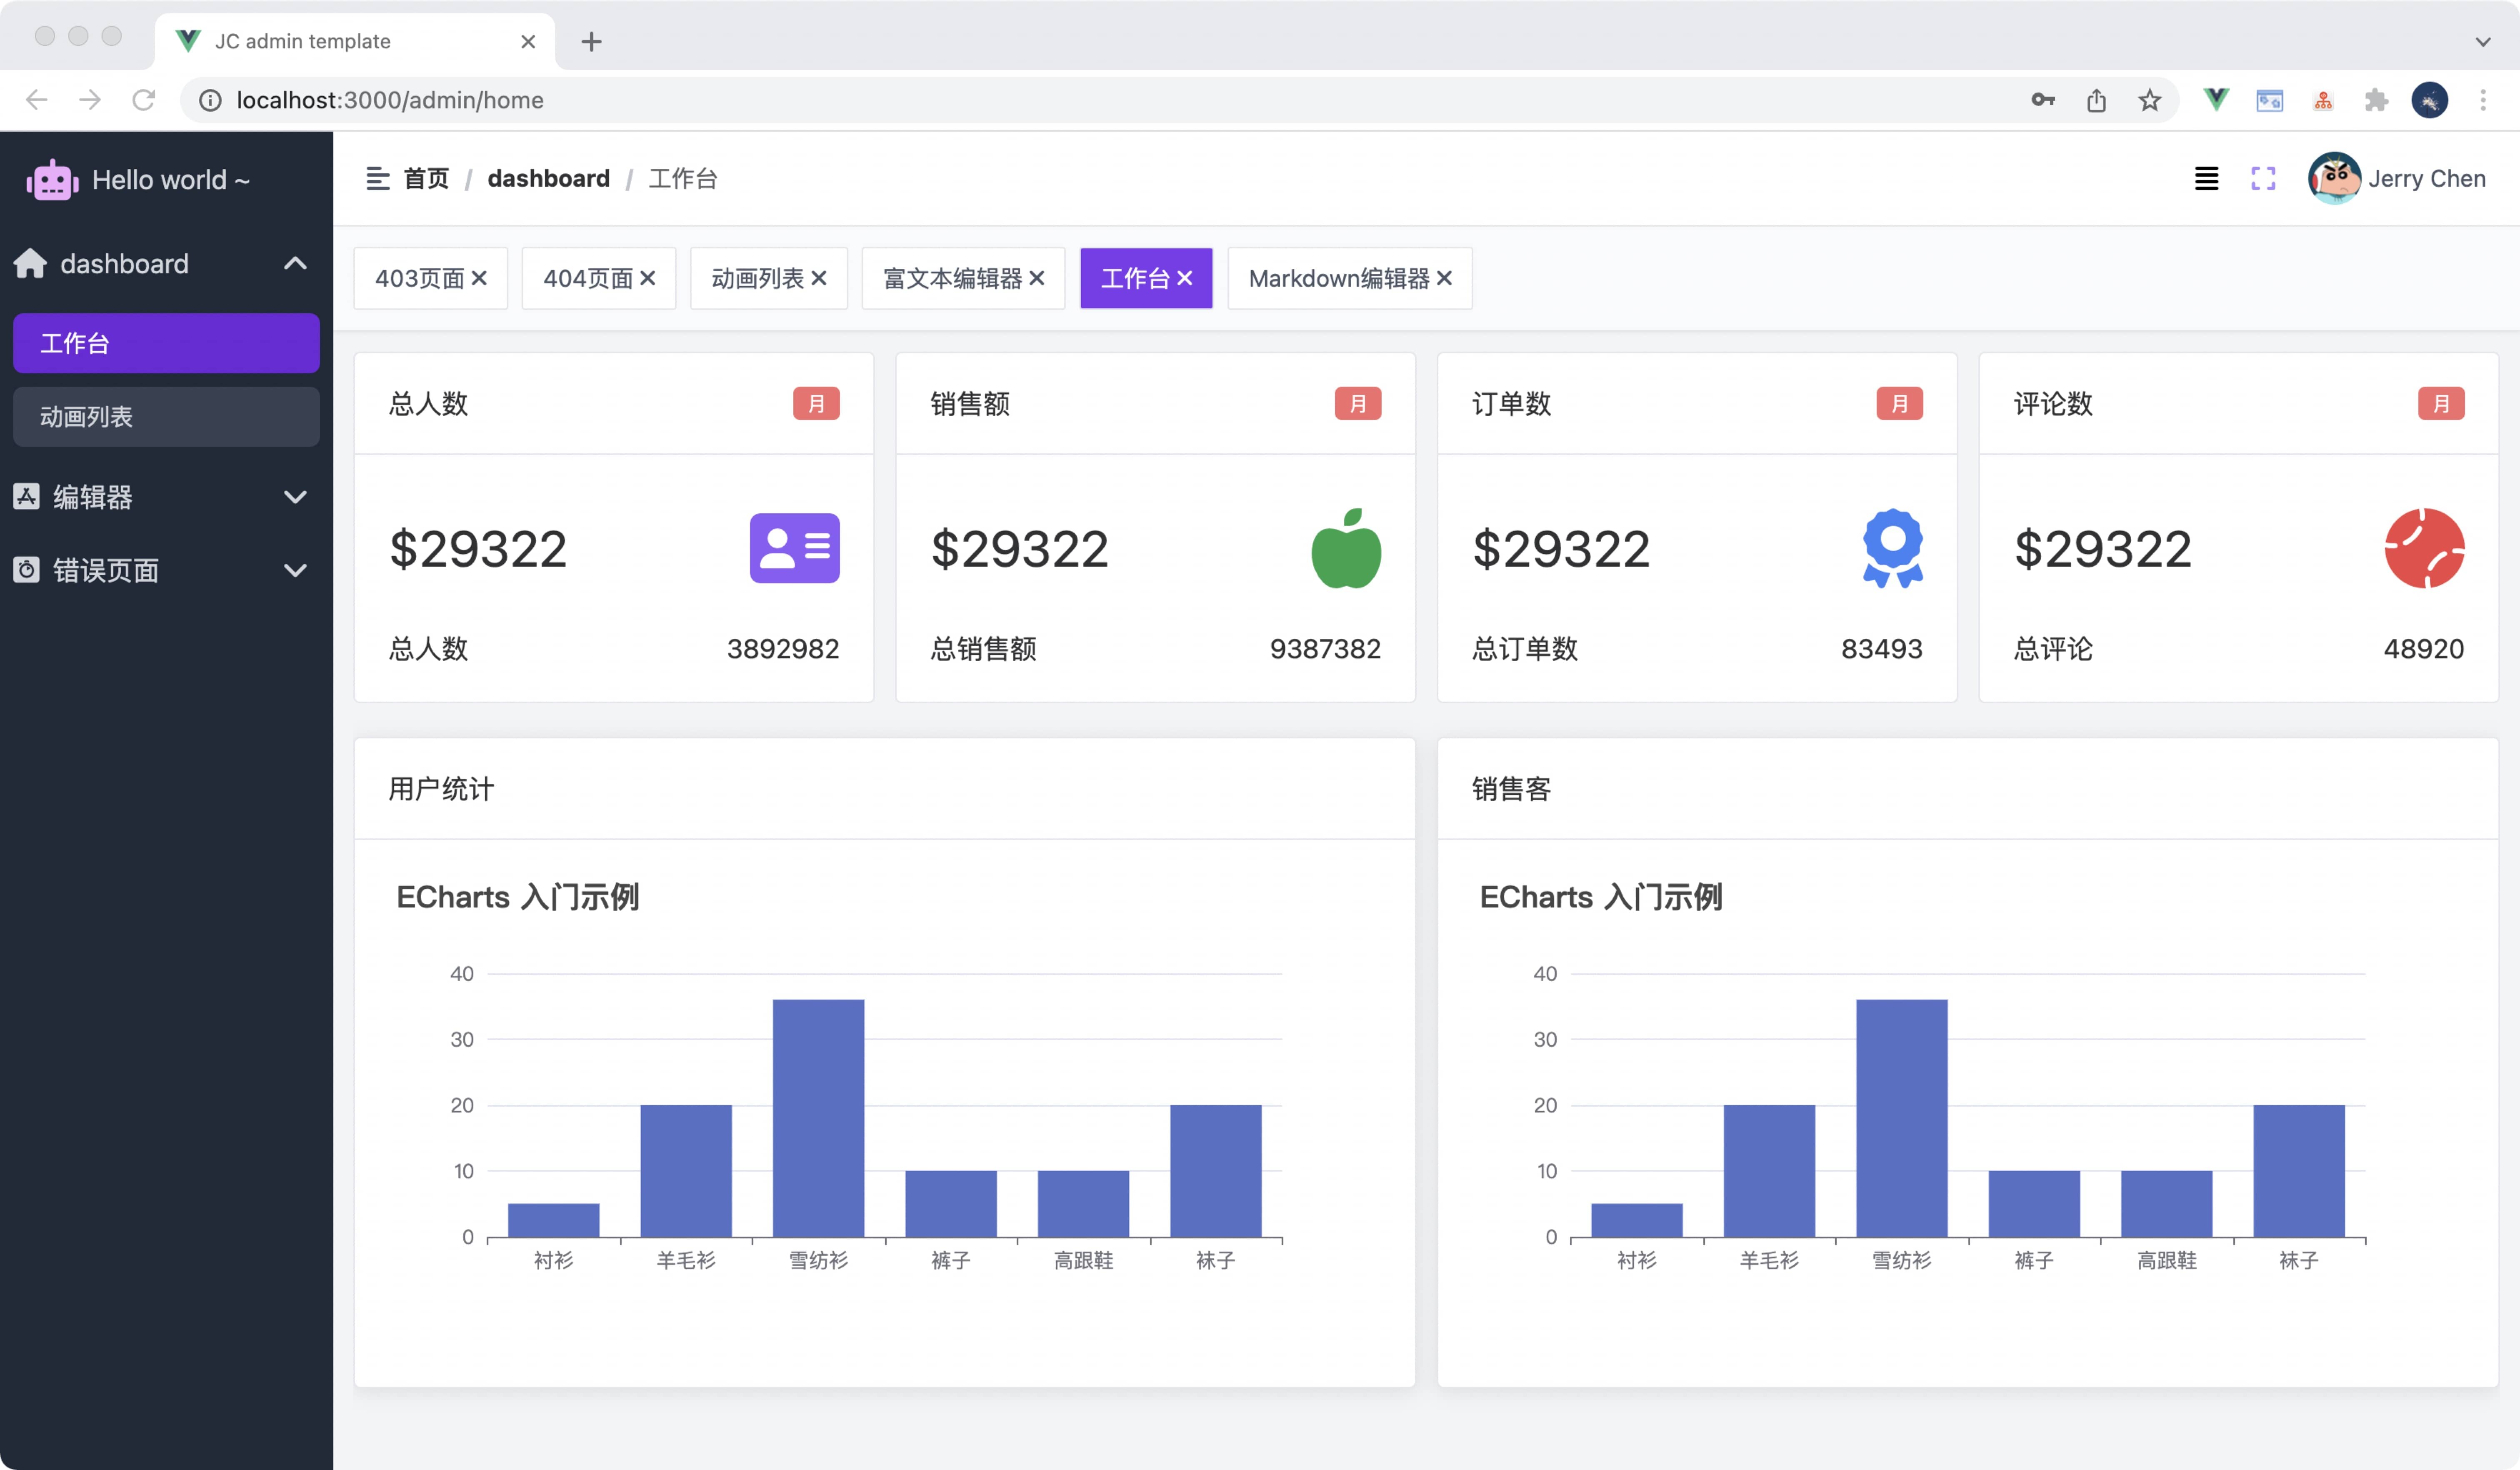 JC admin template
localhost:3000/admin/home
Hello world ~
首页 / dashboard / 工作台
Jerry Chen
dashboard
工作台
动画列表
编辑器
错误页面
403页面 404页面 动画列表 富文本编辑器 工作台 Markdown编辑器
总人数 月
$29322
总人数 3892982
销售额 月
$29322
总销售额 9387382
订单数 月
$29322
总订单数 83493
评论数 月
$29322
总评论 48920
用户统计
ECharts 入门示例
40
30
20
10
0
衬衫 羊毛衫 雪纺衫 裤子 高跟鞋 袜子
销售客
ECharts 入门示例
40
30
20
10
0
衬衫 羊毛衫 雪纺衫 裤子 高跟鞋 袜子